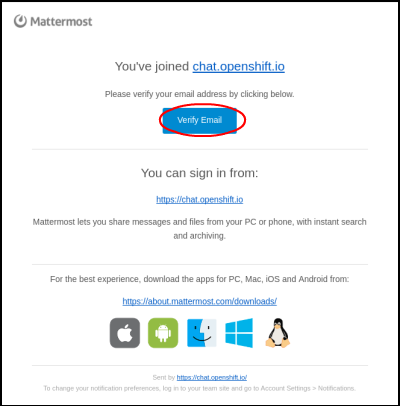 Mattermost
You've joined chat.openshift.io
Please verify your email address by clicking below.
Verify Email
You can sign in from:
https://chat.openshift.io
Mattermost lets you share messages and files from your PC or phone, with instant search
and archiving.
For the best experience, download the apps for PC, Mac, iOS and Android from:
https://about.mattermost.com/downloads/
Sent by https://chat.openshift.io/
To change your notification preferences, log in to your team site and go to Account Settings > Notifications.